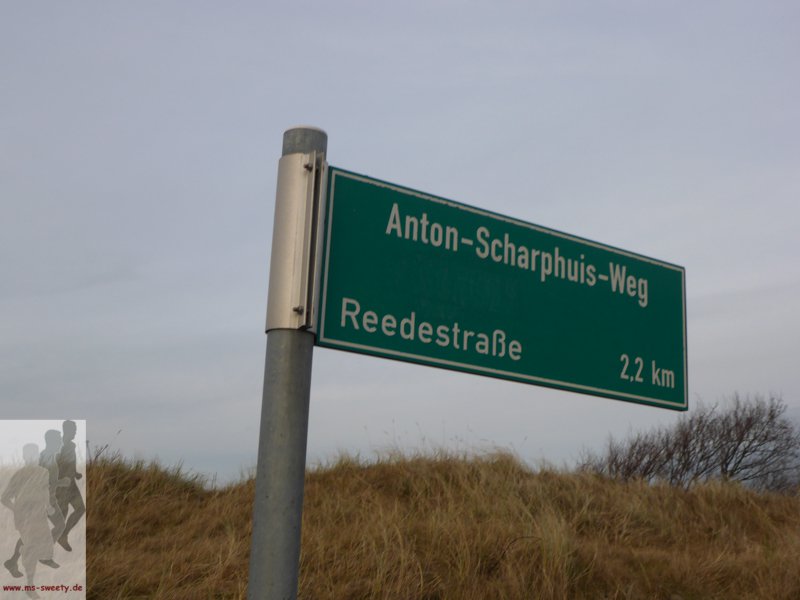 Anton-Scharphuis-Weg
Reedestraße
2,2 km
www.ms-sweety.de